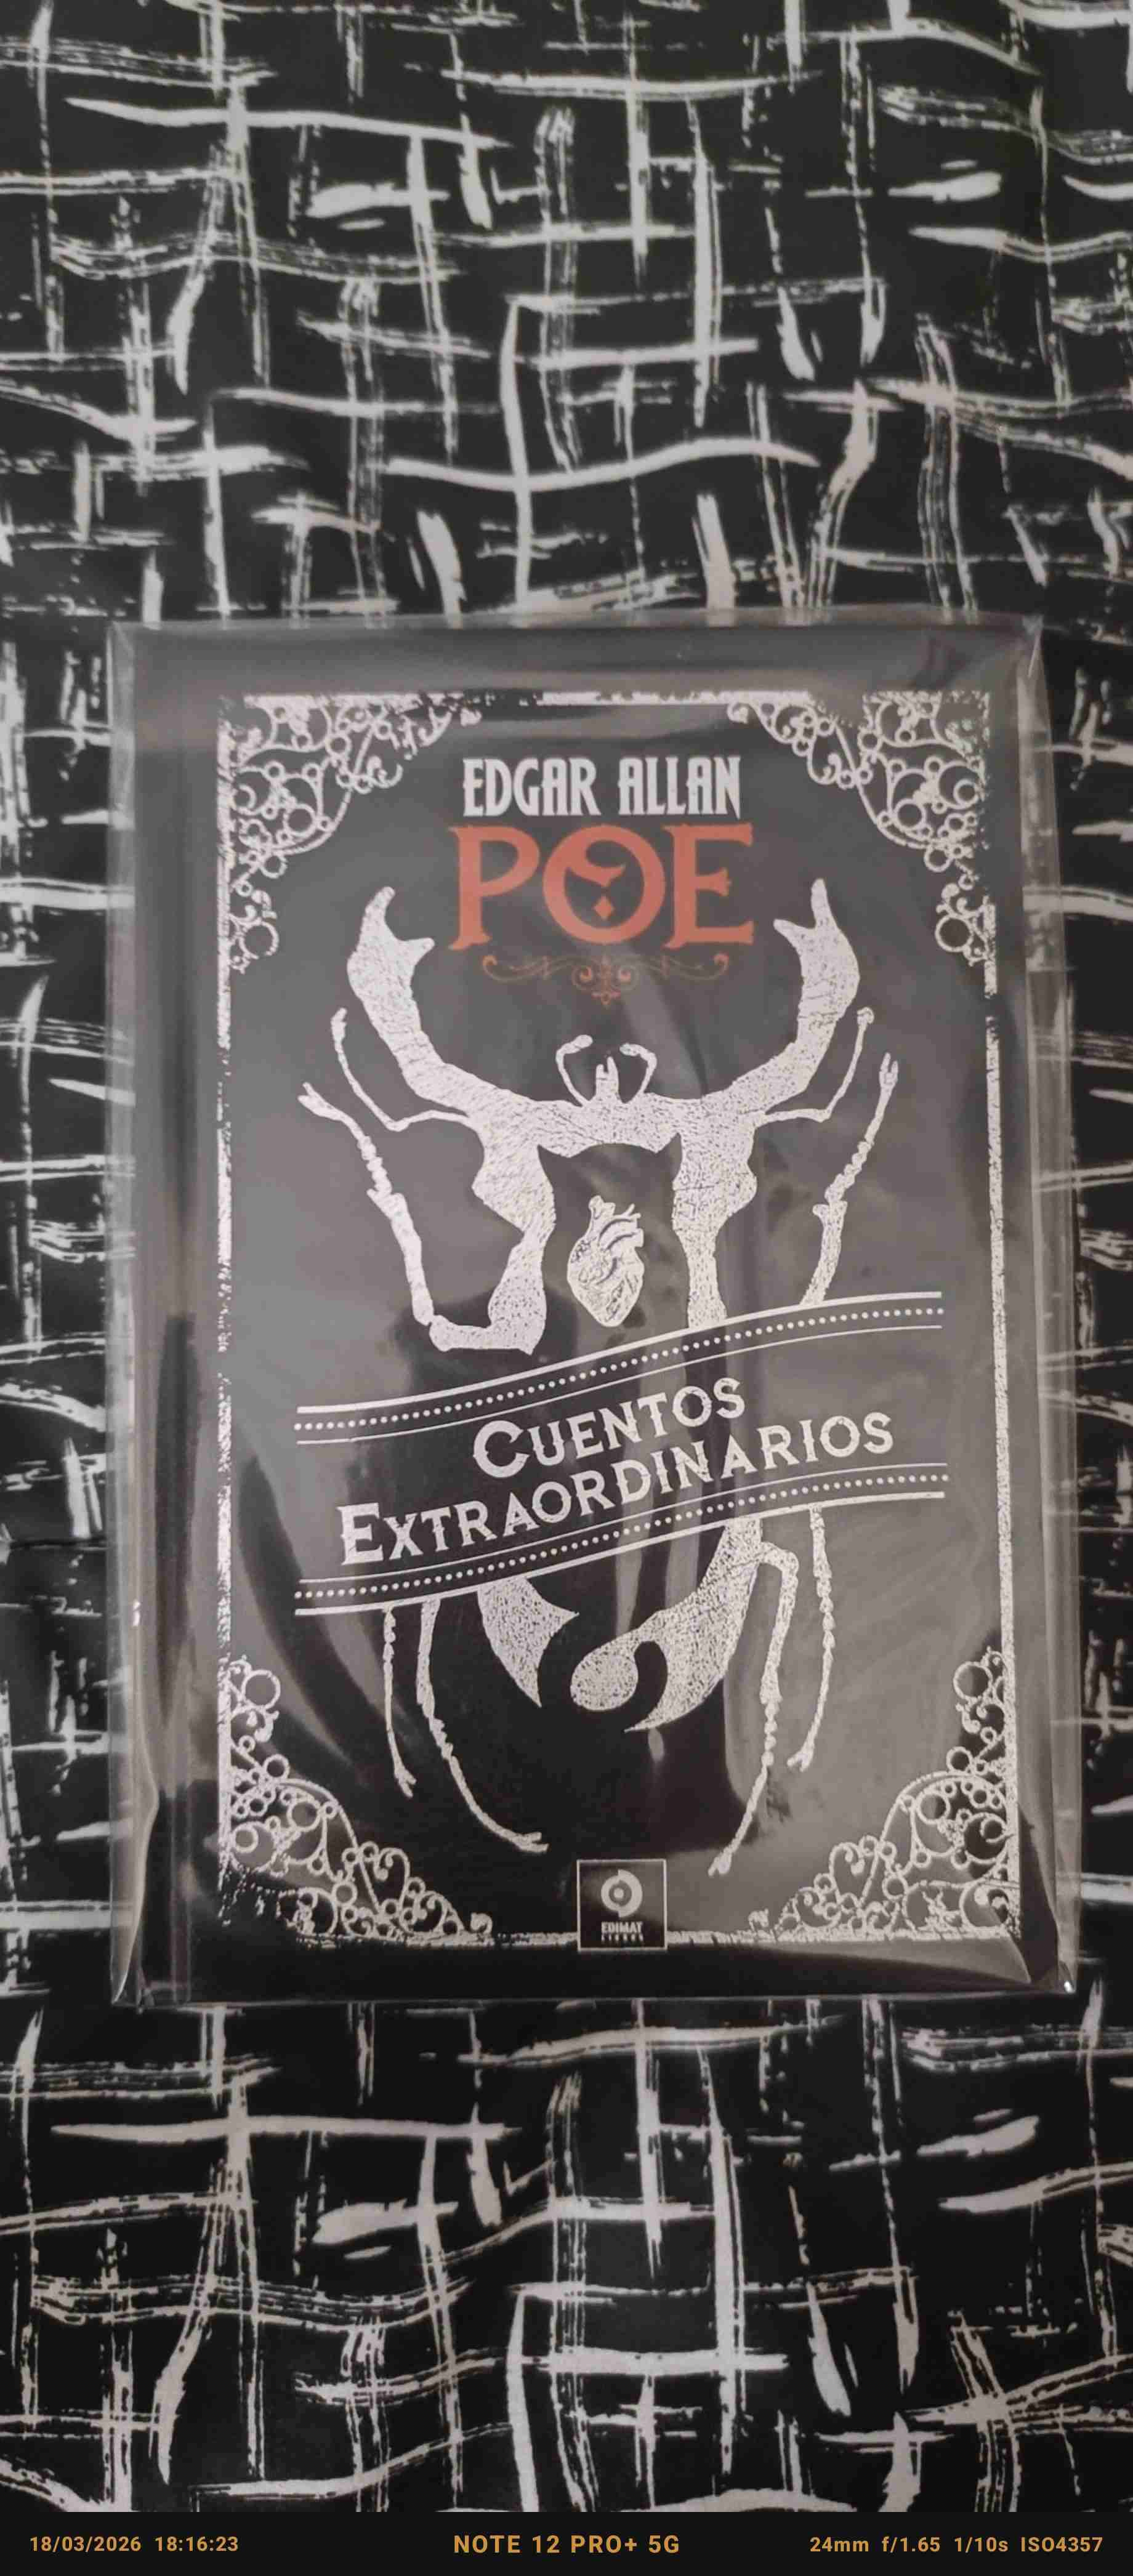 EDGAR ALLAN
POE
CUENTOS
EXTRAORDINARIOS
EDIMAT
LIBROS
18/03/2026 18:16:23
NOTE 12 PRO+ 5G
24mm f/1.65 1/10s ISO4357